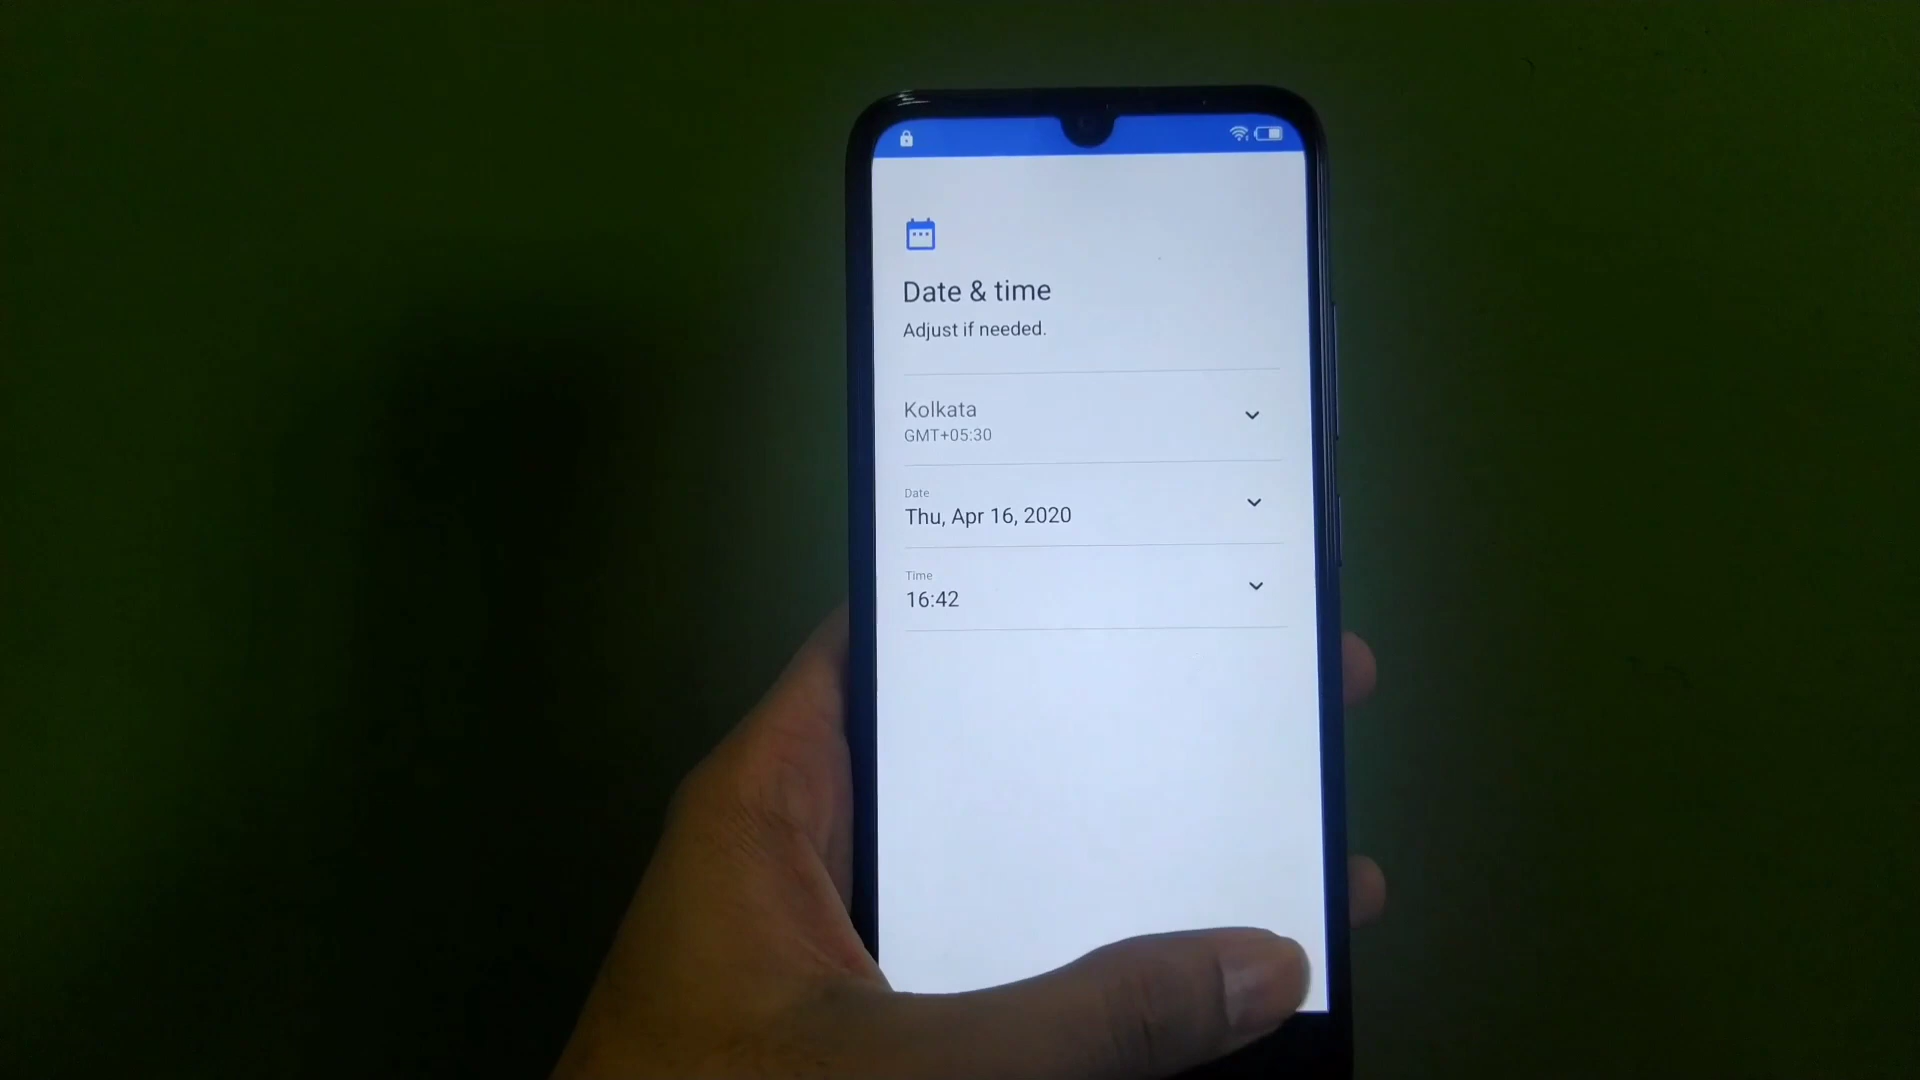 Date & time
Adjust if needed.
Kolkata
GMT+05:30
Date
Thu, Apr 16, 2020
Time
16:42